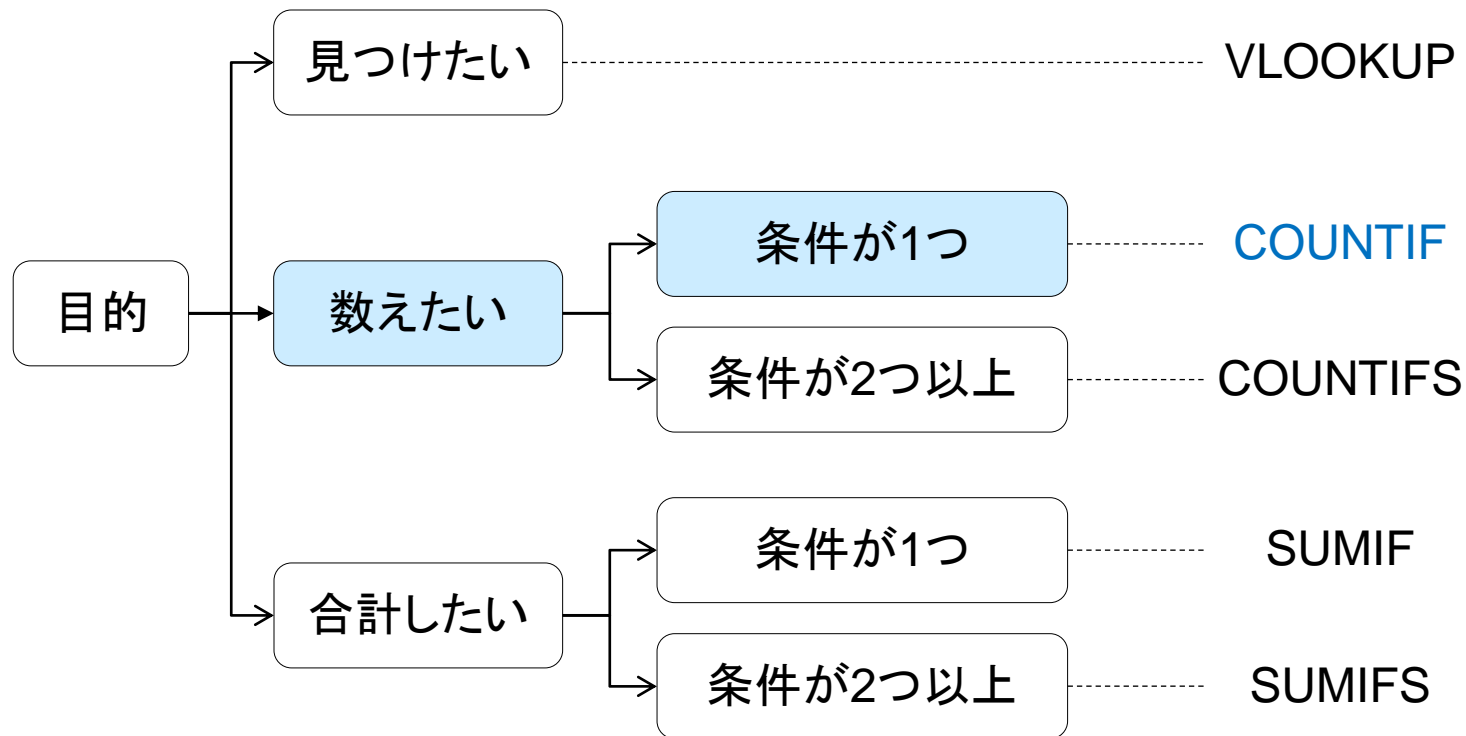 見つけたい
VLOOKUP
条件が1つ
COUNTIF
目的
数えたい
条件が2つ以上
COUNTIFS
条件が1つ
SUMIF
合計したい
条件が2つ以上
SUMIFS